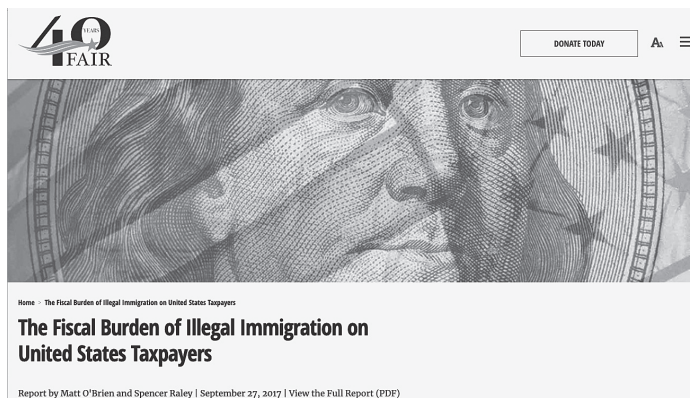 40
YEARS
FAIR
DONATE TODAY
AA
Home > The Fiscal Burden of Illegal Immigration on United States Taxpayers
The Fiscal Burden of Illegal Immigration on
United States Taxpayers
Report by Matt O'Brien and Spencer Raley | September 27, 2017 | View the Full Report (PDF)